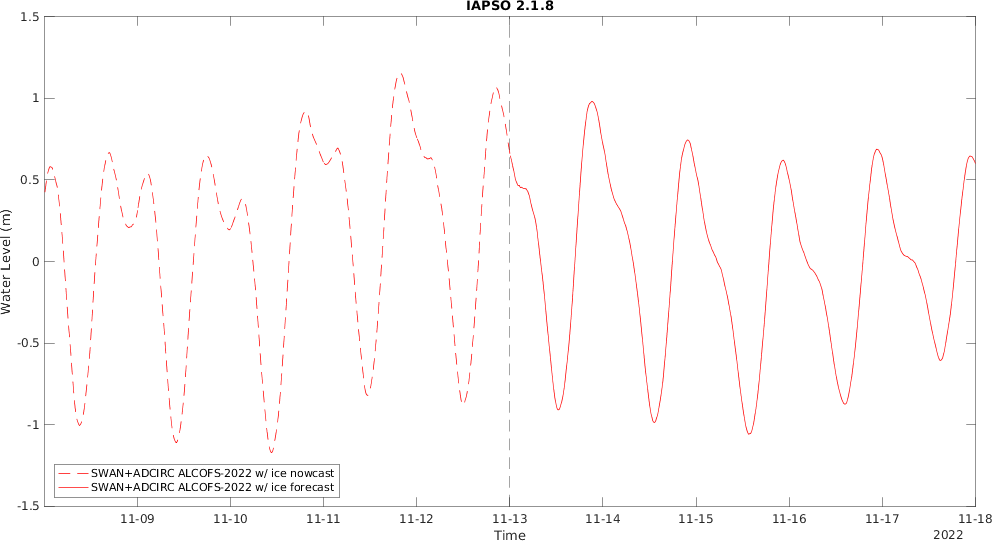 IAPSO 2.1.8
1.5
1
0.5
0
-0.5
-1
-1.5
Water Level (m)
SWAN+ADCIRC ALCOFS-2022 w/ ice nowcast
SWAN+ADCIRC ALCOFS-2022 w/ ice forecast
11-09 11-10 11-11 11-12 11-13 11-14 11-15 11-16 11-17 11-18
Time
2022